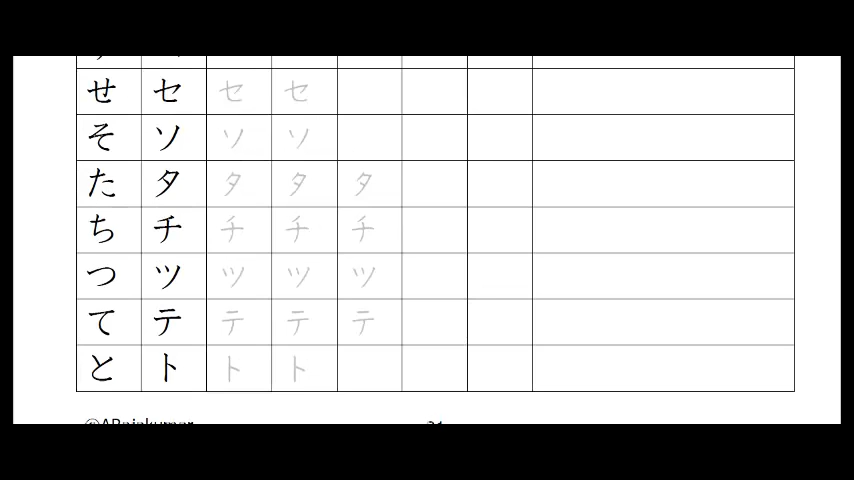 せ セ セ セ
そ ソ ソ ソ
た タ タ タ タ
ち チ チ チ チ
つ ツ ツ ツ ツ
て テ テ テ テ
と ト ト ト